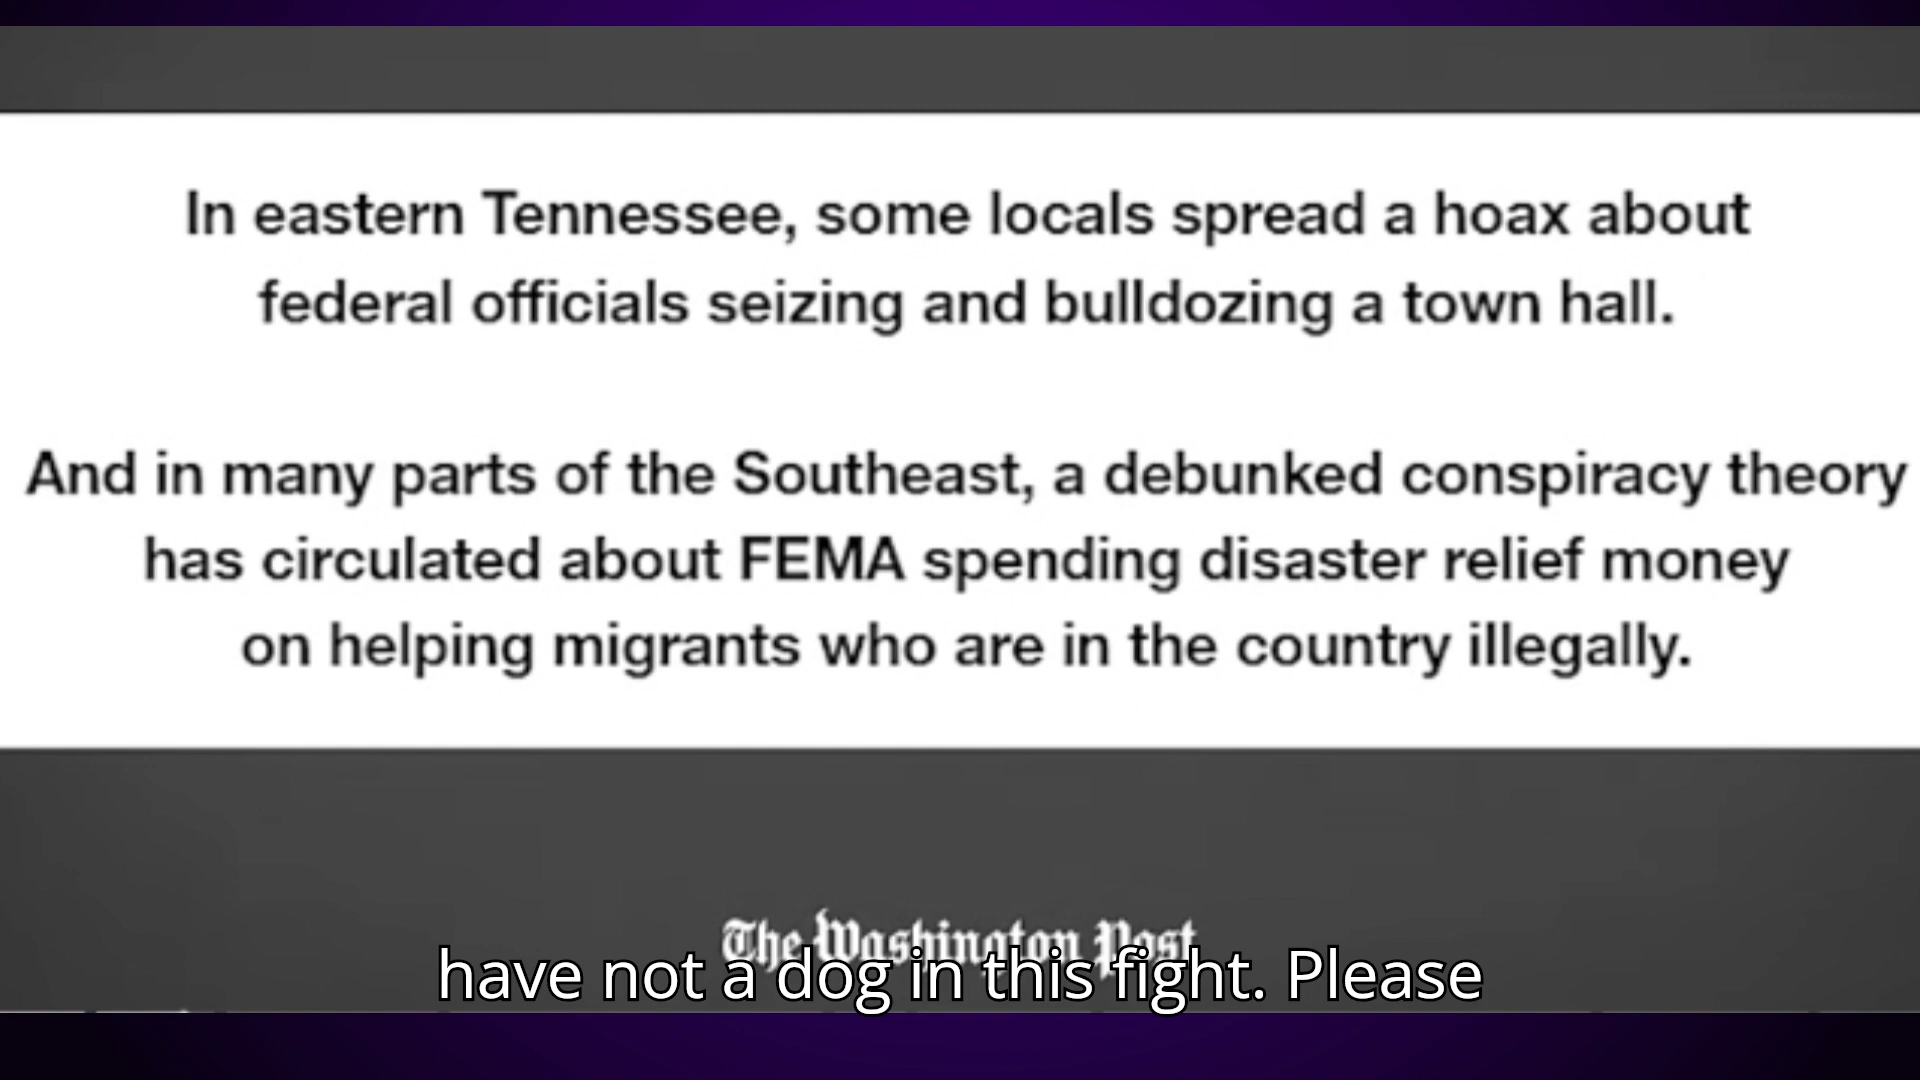 In eastern Tennessee, some locals spread a hoax about
federal officials seizing and bulldozing a town hall.
And in many parts of the Southeast, a debunked conspiracy theory
has circulated about FEMA spending disaster relief money
on helping migrants who are in the country illegally.
The Washington Post
have not a dog in this fight. Please